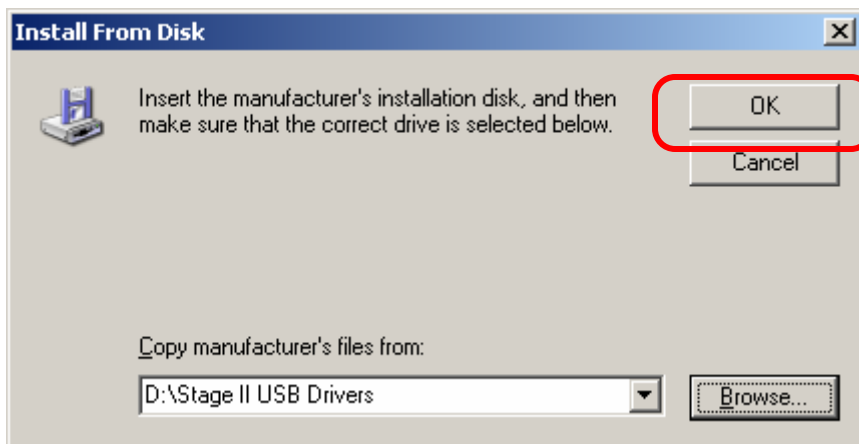 Install From Disk
Insert the manufacturer's installation disk, and then
make sure that the correct drive is selected below.
OK
Cancel
Copy manufacturer's files from:
D:\Stage II USB Drivers
Browse...